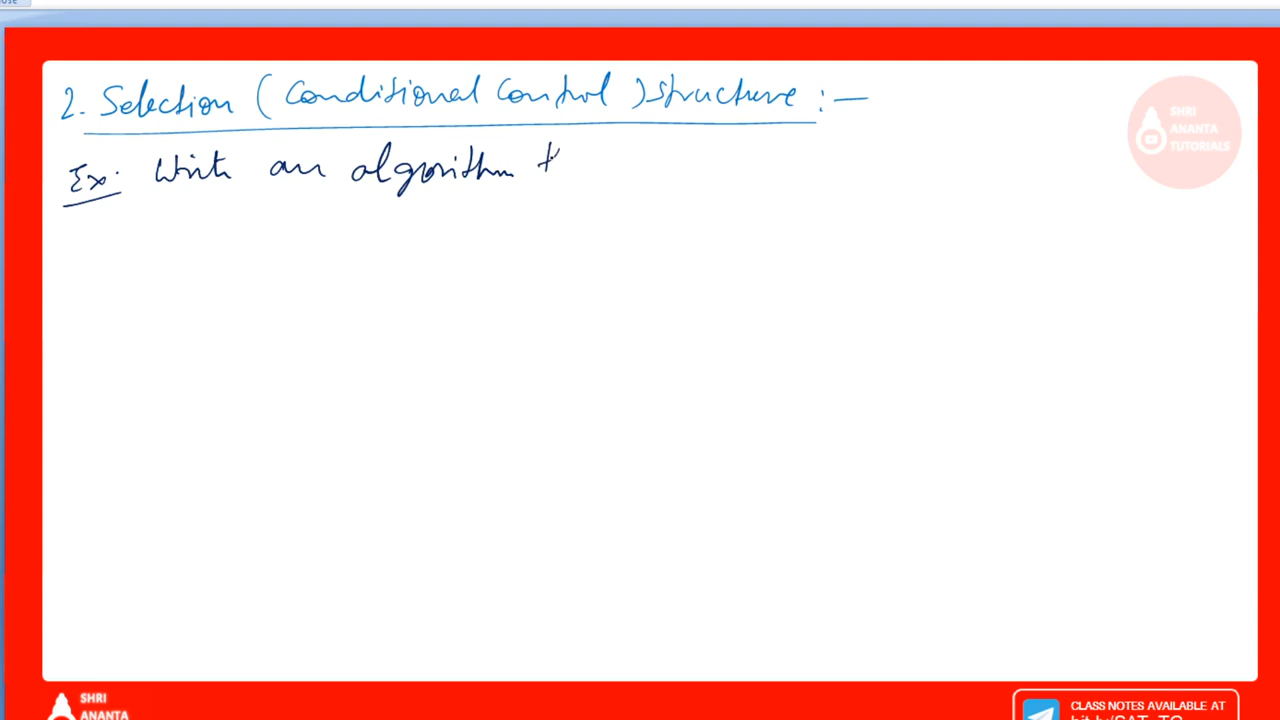 2. Selection (Conditional Control) structure :-
Ex. Write an algorithm t
SHRI
ANANTA
TUTORIALS
SHRI
ANANTA
CLASS NOTES AVAILABLE AT